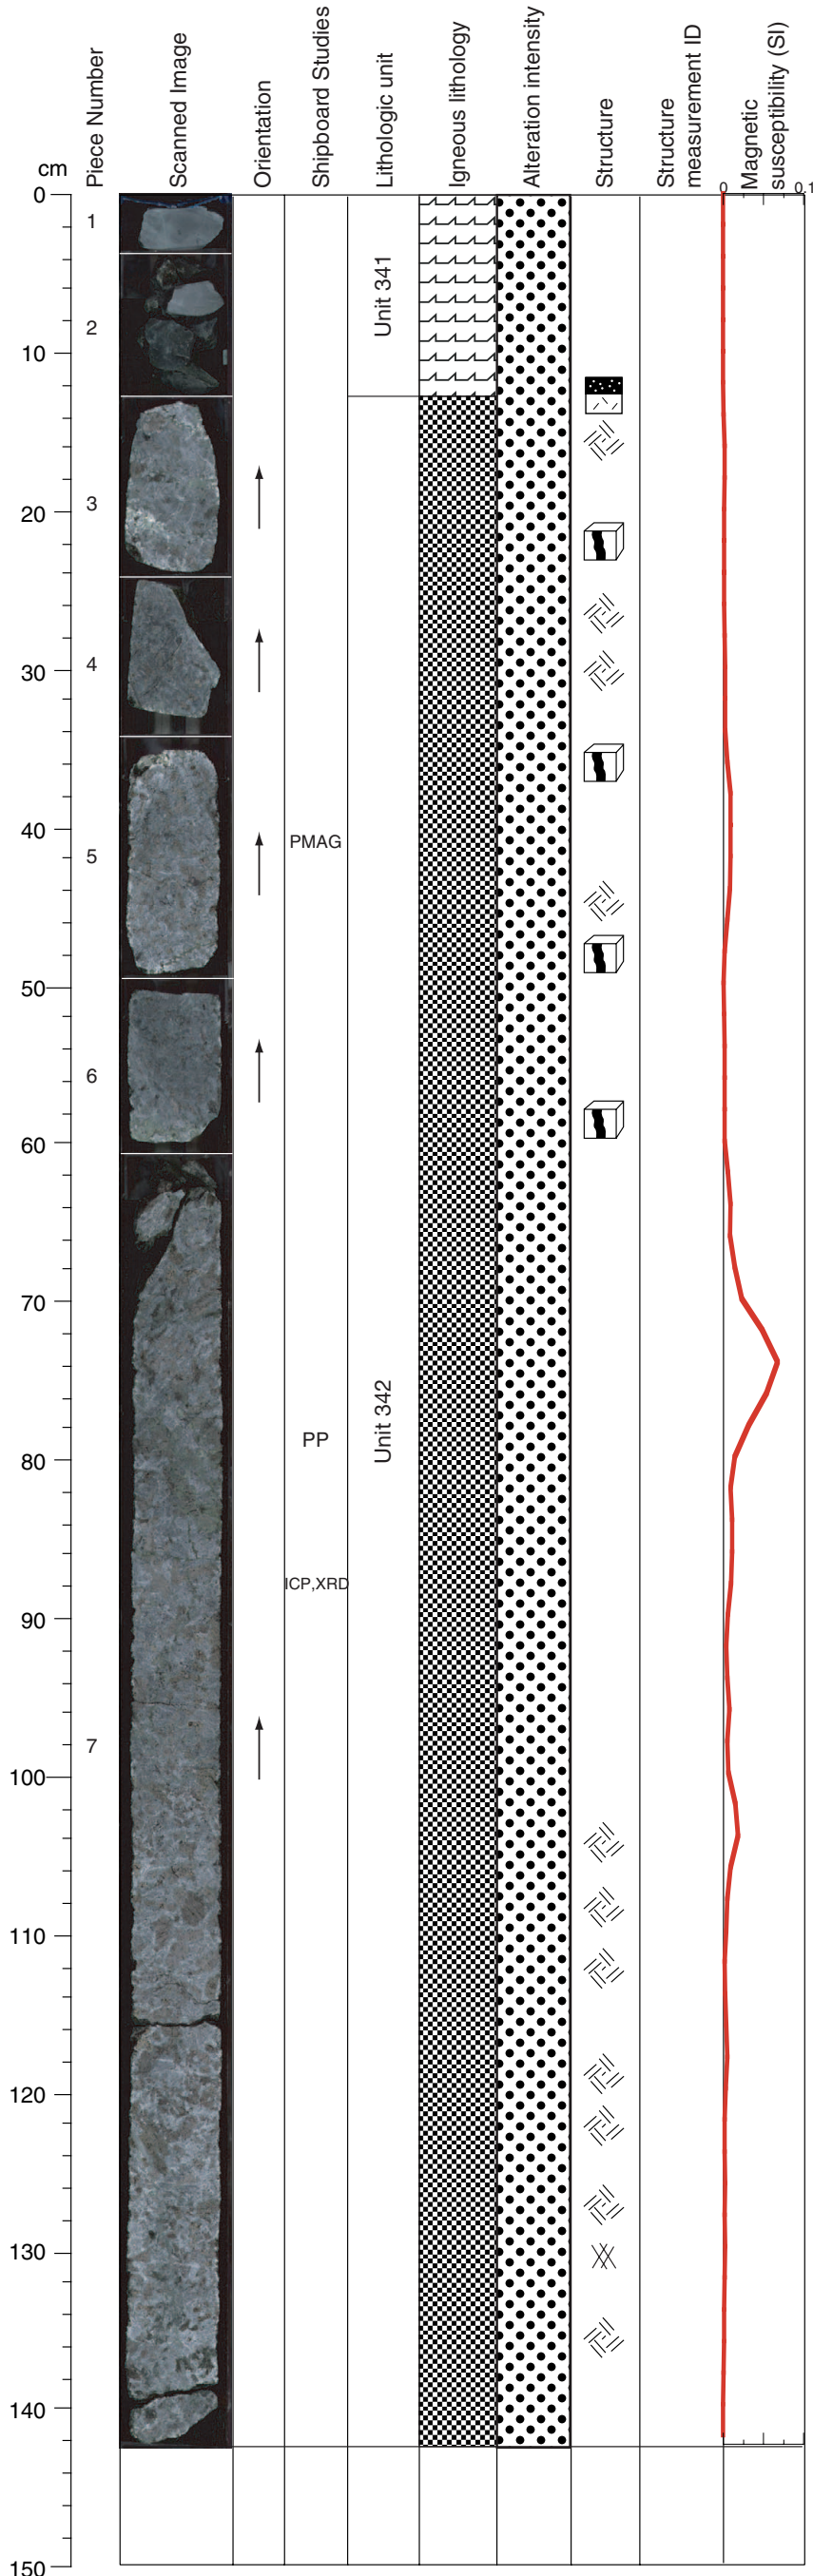 cm
Piece Number
Scanned Image
Orientation
Shipboard Studies
Lithologic unit
Igneous lithology
Alteration intensity
Structure
Structure
measurement ID
Magnetic
susceptibility (SI)
0
0.1
0
1
Unit 341
2
10
3
20
4
30
PMAG
40
5
50
6
60
70
Unit 342
PP
80
ICP,XRD
90
7
100
110
120
130
140
150